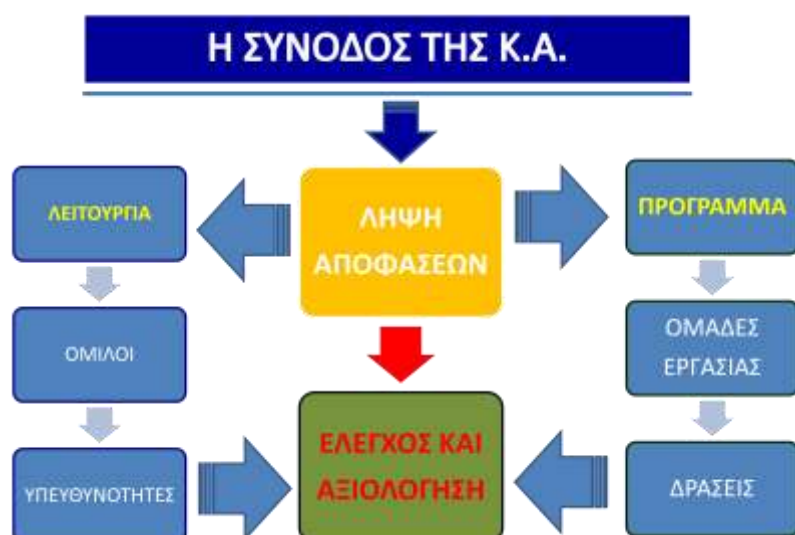 Η ΣΥΝΟΔΟΣ ΤΗΣ Κ.Α.
ΛΕΙΤΟΥΡΓΙΑ
ΛΗΨΗ
ΑΠΟΦΑΣΕΩΝ
ΠΡΟΓΡΑΜΜΑ
ΟΜΙΛΟΙ
ΟΜΑΔΕΣ
ΕΡΓΑΣΙΑΣ
ΥΠΕΥΘΥΝΟΤΗΤΕΣ
ΕΛΕΓΧΟΣ ΚΑΙ
ΑΞΙΟΛΟΓΗΣΗ
ΔΡΑΣΕΙΣ